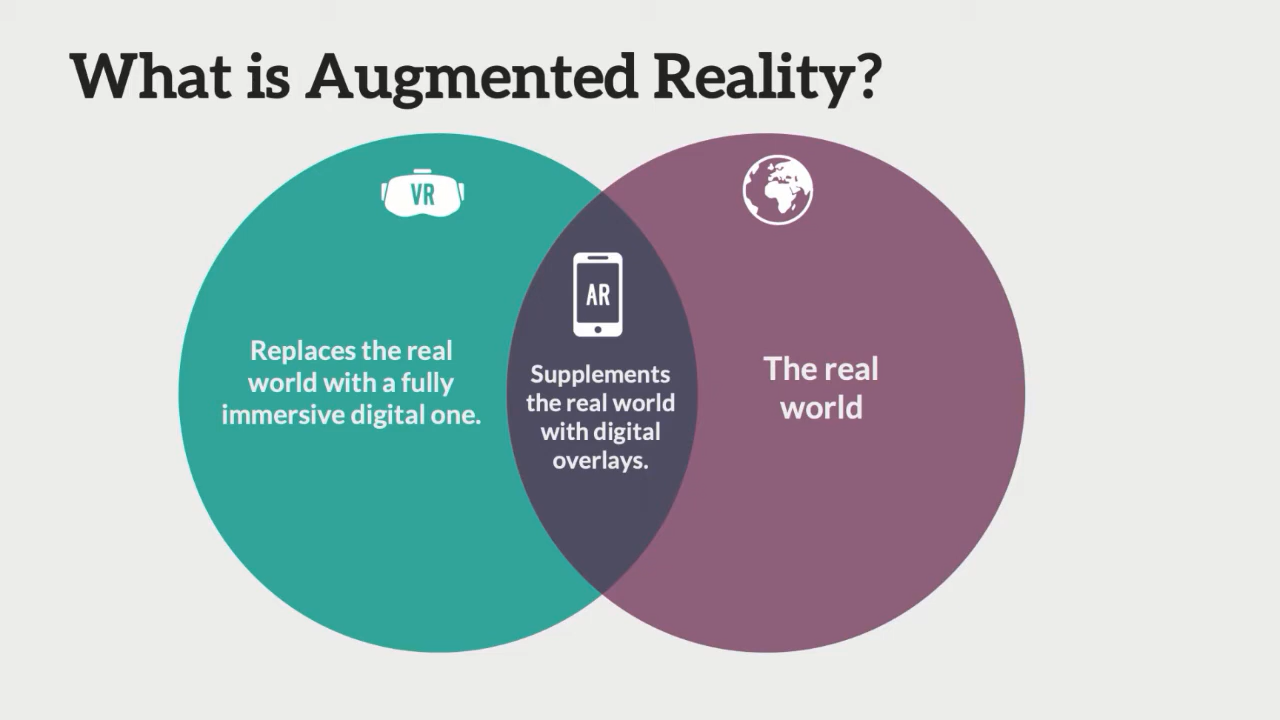 What is Augmented Reality?
VR
Replaces the real
world with a fully
immersive digital one.
AR
Supplements
the real world
with digital
overlays.
The real
world